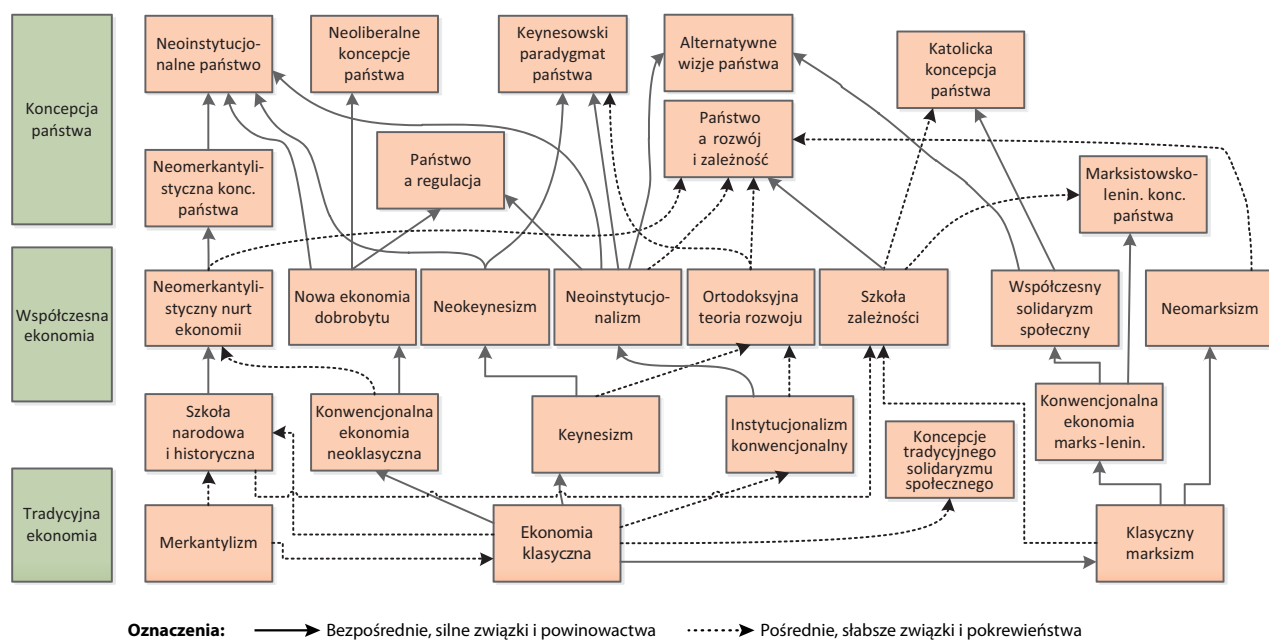 Koncepcja
państwa
Neoinstytucjo-
nalne państwo
Neoliberalne
koncepcje
państwa
Keynesowski
paradygmat
państwa
Alternatywne
wizje państwa
Katolicka
koncepcja
państwa
Państwo
a rozwój
i zależność
Państwo
a regulacja
Neomerkantyli-
styczna konc.
państwa
Marksistowsko-
lenin. konc.
państwa
Współczesna
ekonomia
Neomerkantyli-
styczny nurt
ekonomii
Nowa ekonomia
dobrobytu
Neokeynesizm
Neoinstytucjo-
nalizm
Ortodoksyjna
teoria rozwoju
Szkoła
zależności
Współczesny
solidaryzm
społeczny
Neomarksizm
Szkoła
narodowa
i historyczna
Konwencjonalna
ekonomia
neoklasyczna
Keynesizm
Instytucjonalizm
konwencjonalny
Koncepcje
tradycyjnego
solidaryzmu
społecznego
Konwencjonalna
ekonomia
marks-lenin.
Tradycyjna
ekonomia
Merkantylizm
Ekonomia
klasyczna
Klasyczny
marksizm
Oznaczenia: Bezpośrednie, silne związki i powinowactwa Pośrednie, słabsze związki i pokrewieństwa